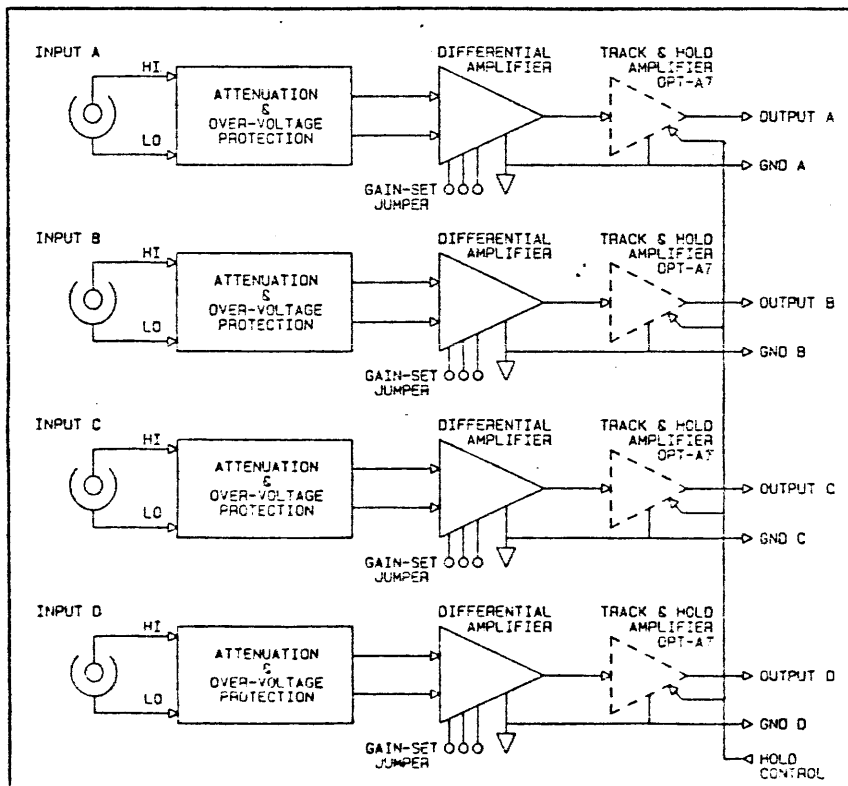 INPUT A
HI
LO
ATTENUATION
&
OVER-VOLTAGE
PROTECTION
DIFFERENTIAL
AMPLIFIER
GAIN-SET
JUMPER
TRACK & HOLD
AMPLIFIER
OPT-A7
OUTPUT A
GND A
INPUT B
HI
LO
ATTENUATION
&
OVER-VOLTAGE
PROTECTION
DIFFERENTIAL
AMPLIFIER
GAIN-SET
JUMPER
TRACK & HOLD
AMPLIFIER
OPT-A7
OUTPUT B
GND B
INPUT C
HI
LO
ATTENUATION
&
OVER-VOLTAGE
PROTECTION
DIFFERENTIAL
AMPLIFIER
GAIN-SET
JUMPER
TRACK & HOLD
AMPLIFIER
OPT-A7
OUTPUT C
GND C
INPUT D
HI
LO
ATTENUATION
&
OVER-VOLTAGE
PROTECTION
DIFFERENTIAL
AMPLIFIER
GAIN-SET
JUMPER
TRACK & HOLD
AMPLIFIER
OPT-A7
OUTPUT D
GND D
HOLD
CONTROL